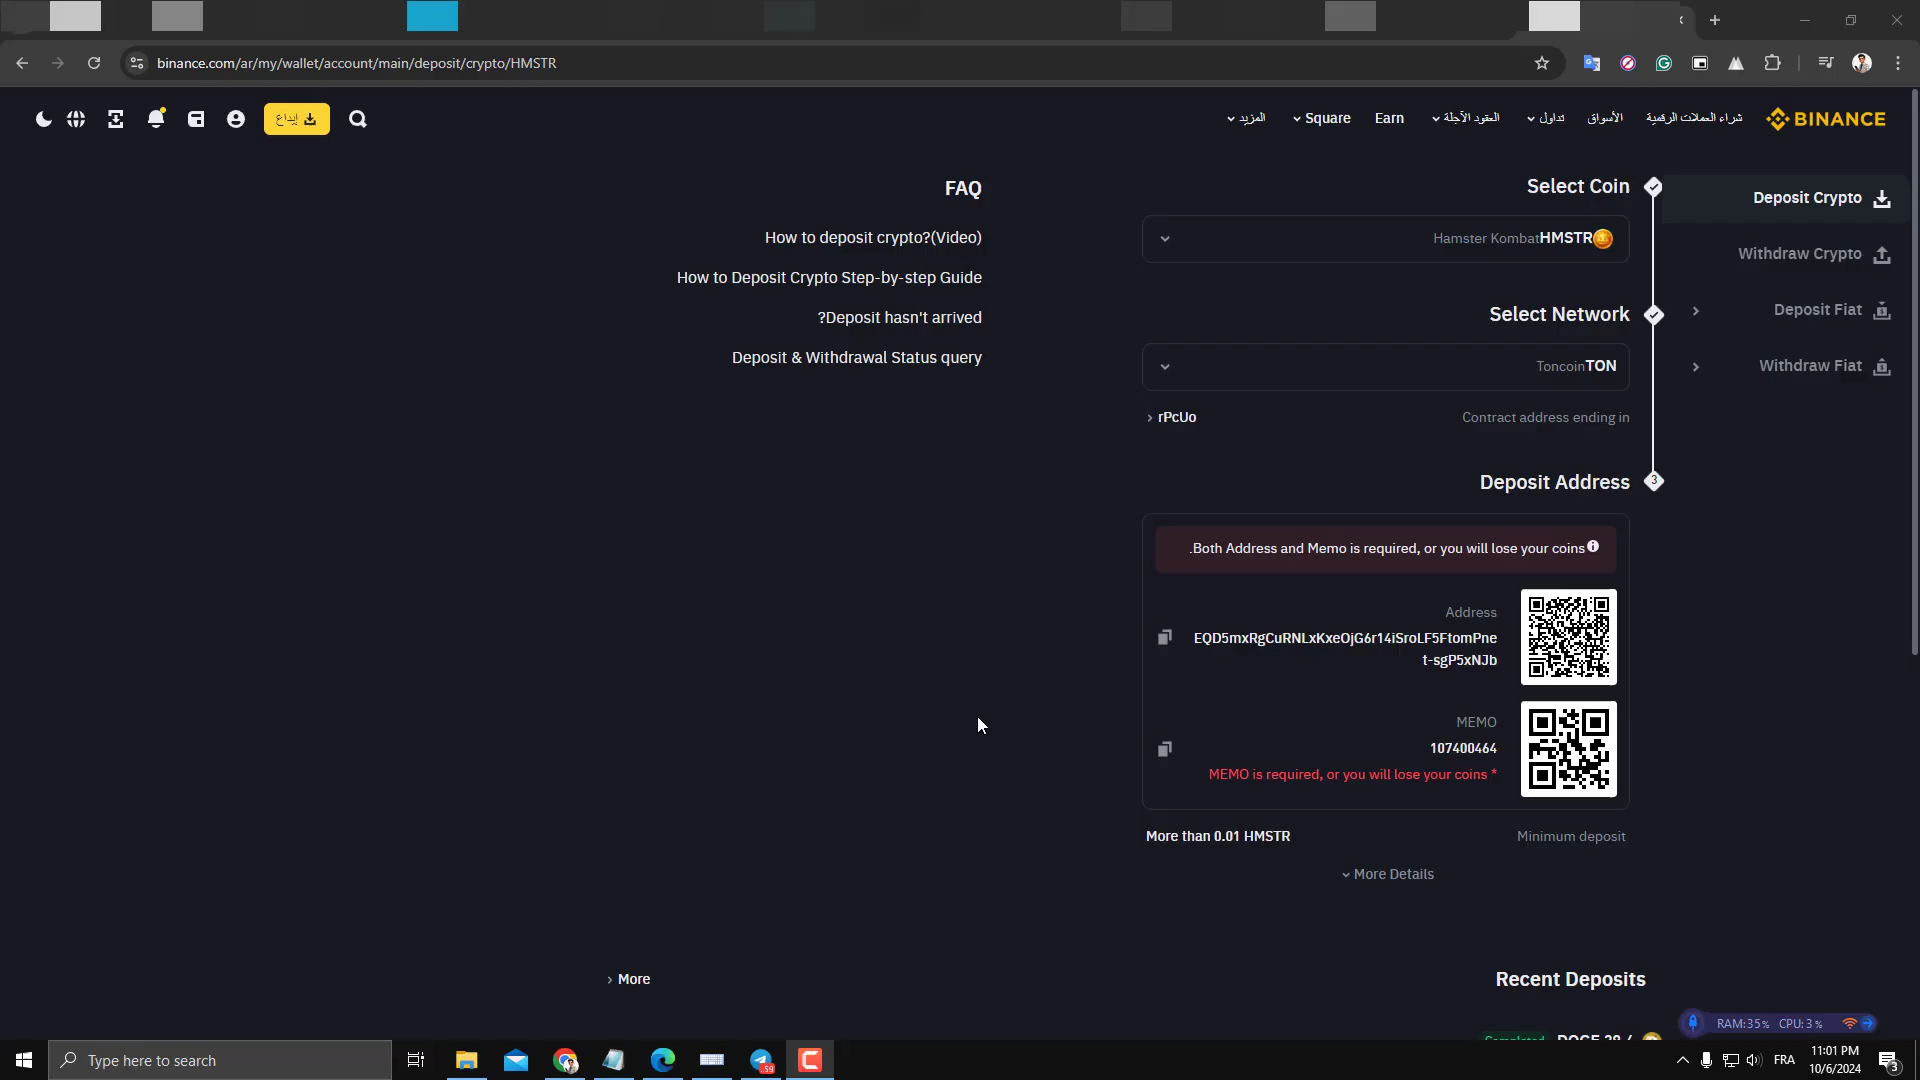 binance.com/ar/my/wallet/account/main/deposit/crypto/HMSTR
BINANCE
شراء العملات الرقمية
الأسواق
تداول
العقود الآجلة
Earn
Square
المزيد
إيداع
Deposit Crypto
Withdraw Crypto
Deposit Fiat
Withdraw Fiat
Select Coin
Hamster KombatHMSTR
Select Network
ToncoinTON
Contract address ending in
rPcUo
3
Deposit Address
.Both Address and Memo is required, or you will lose your coins
Address
EQD5mxRgCuRNLxKxeOjG6r14iSroLF5FtomPne
t-sgP5xNJb
MEMO
107400464
MEMO is required, or you will lose your coins *
Minimum deposit
More than 0.01 HMSTR
More Details
FAQ
How to deposit crypto?(Video)
How to Deposit Crypto Step-by-step Guide
?Deposit hasn't arrived
Deposit & Withdrawal Status query
Recent Deposits
More
RAM:35% CPU:3%
Type here to search
59
FRA
11:01 PM
10/6/2024
3